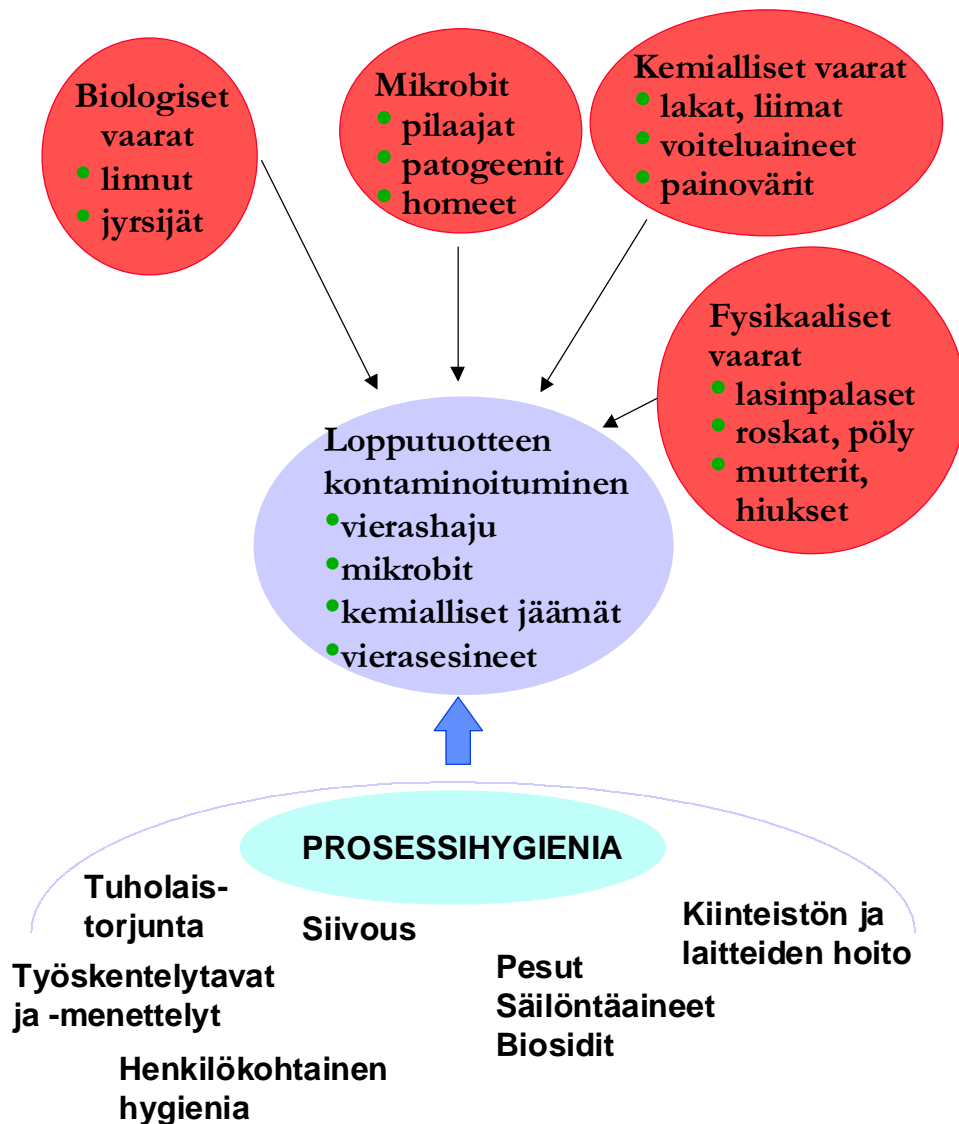 Biologiset
vaarat
• linnut
• jyrsijät
Mikrobit
• pilaajat
• patogeenit
• homeet
Kemialliset vaarat
• lakat, liimat
• voiteluaineet
• painovärit
Fysikaaliset
vaarat
• lasinpalaset
• roskat, pöly
• mutterit,
hiukset
Lopputuotteen
kontaminoituminen
•vierashaju
•mikrobit
•kemialliset jäämät
•vierasesineet
PROSESSIHYGIENIA
Tuholais-
torjunta
Siivous
Kiinteistön ja
laitteiden hoito
Työskentelytavat
ja -menettelyt
Pesut
Säilöntäaineet
Biosidit
Henkilökohtainen
hygienia